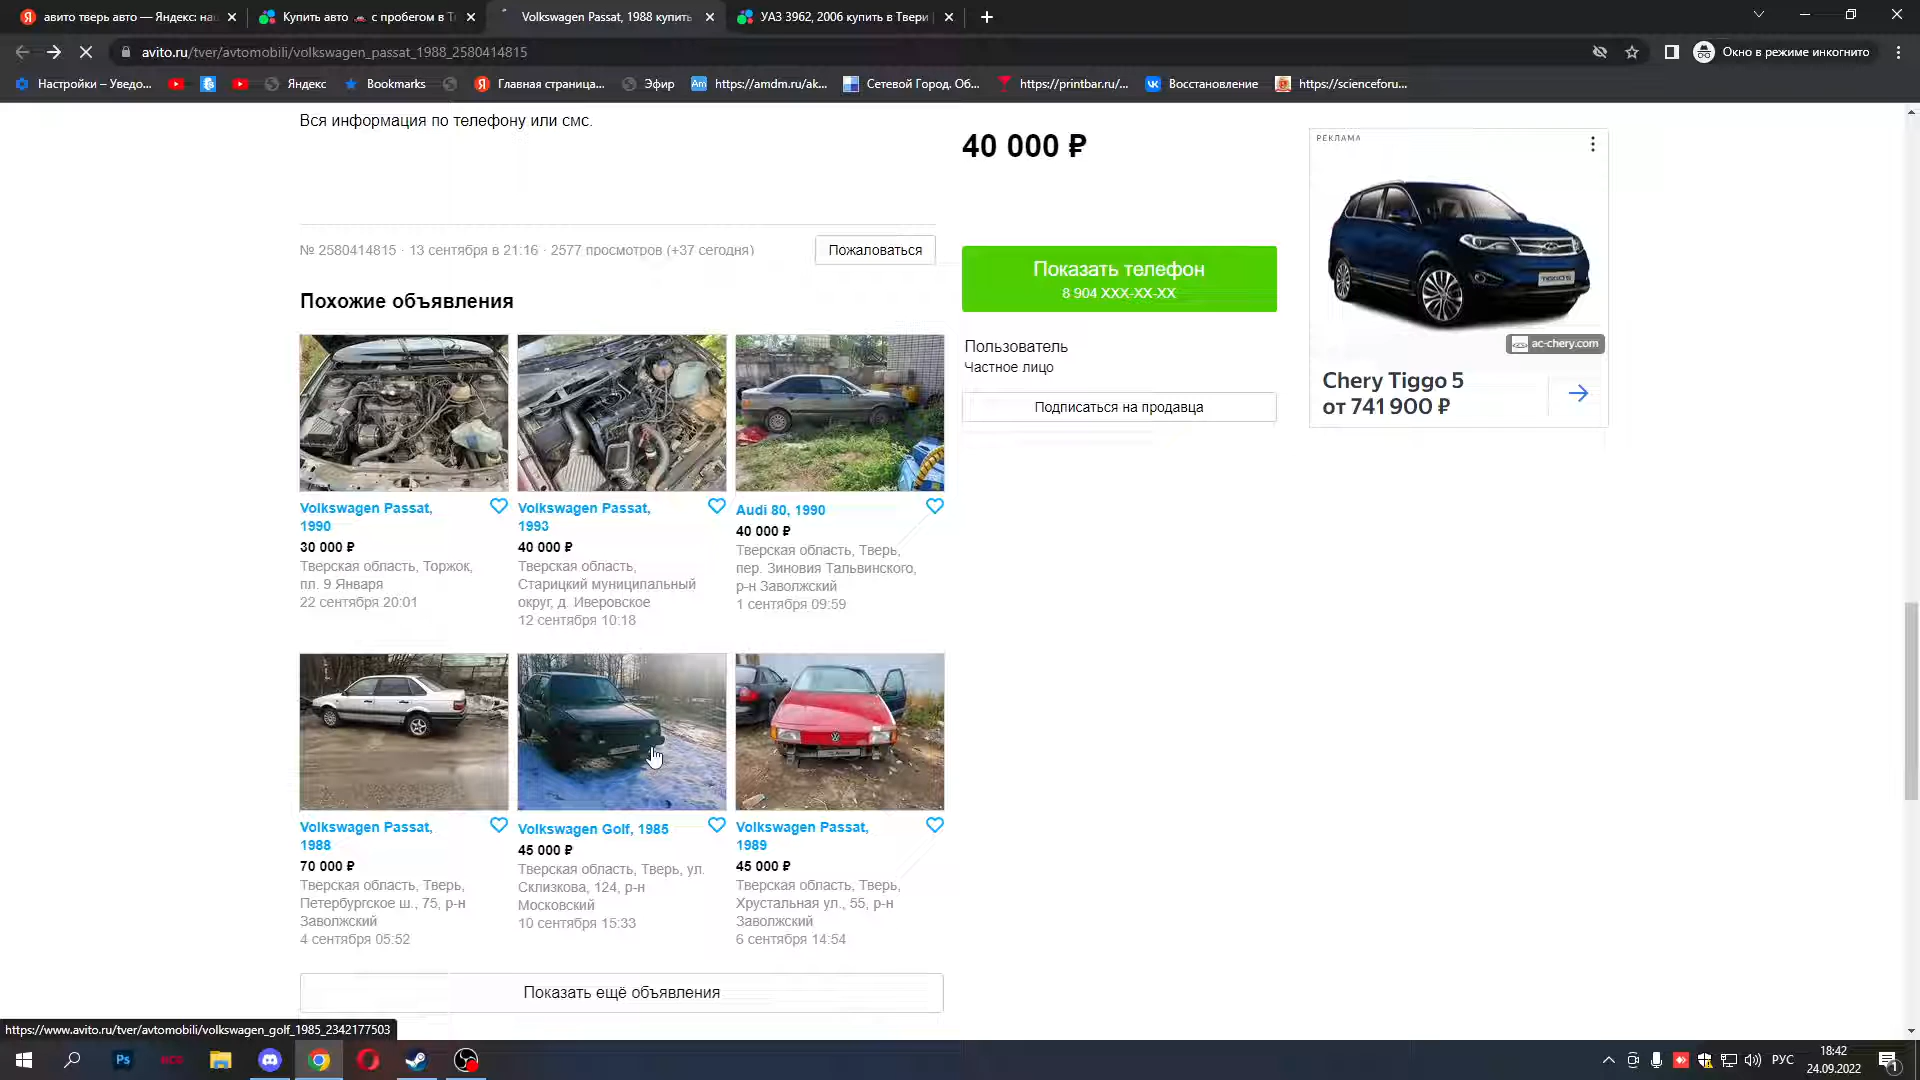 авито тверь авто — Яндекс: на
Купить авто 🚗 с пробегом в Т
Volkswagen Passat, 1988 купить
УАЗ 3962, 2006 купить в Твери
avito.ru/tver/avtomobili/volkswagen_passat_1988_2580414815
Окно в режиме инкогнито
Настройки – Уведо...
Яндекс
Bookmarks
Главная страница...
Эфир
Am
https://amdm.ru/ak...
Сетевой Город. Об...
https://printbar.ru/...
Восстановление
https://scienceforu...
Вся информация по телефону или смс.
№ 2580414815 · 13 сентября в 21:16 · 2577 просмотров (+37 сегодня)
Пожаловаться
Похожие объявления
Volkswagen Passat,
1990
30 000 ₽
Тверская область, Торжок,
пл. 9 Января
22 сентября 20:01
Volkswagen Passat,
1993
40 000 ₽
Тверская область,
Старицкий муниципальный
округ, д. Иверовское
12 сентября 10:18
Audi 80, 1990
40 000 ₽
Тверская область, Тверь,
пер. Зиновия Тальвинского,
р-н Заволжский
1 сентября 09:59
Volkswagen Passat,
1988
70 000 ₽
Тверская область, Тверь,
Петербургское ш., 75, р-н
Заволжский
4 сентября 05:52
Volkswagen Golf, 1985
45 000 ₽
Тверская область, Тверь, ул.
Склизкова, 124, р-н
Московский
10 сентября 15:33
Volkswagen Passat,
1989
45 000 ₽
Тверская область, Тверь,
Хрустальная ул., 55, р-н
Заволжский
6 сентября 14:54
Показать ещё объявления
40 000 ₽
Показать телефон
8 904 XXX-XX-XX
Пользователь
Частное лицо
Подписаться на продавца
РЕКЛАМА
TIGGO 5
ac-chery.com
Chery Tiggo 5
от 741 900 ₽
https://www.avito.ru/tver/avtomobili/volkswagen_golf_1985_2342177503
Ps
РУС
18:42
24.09.2022
1